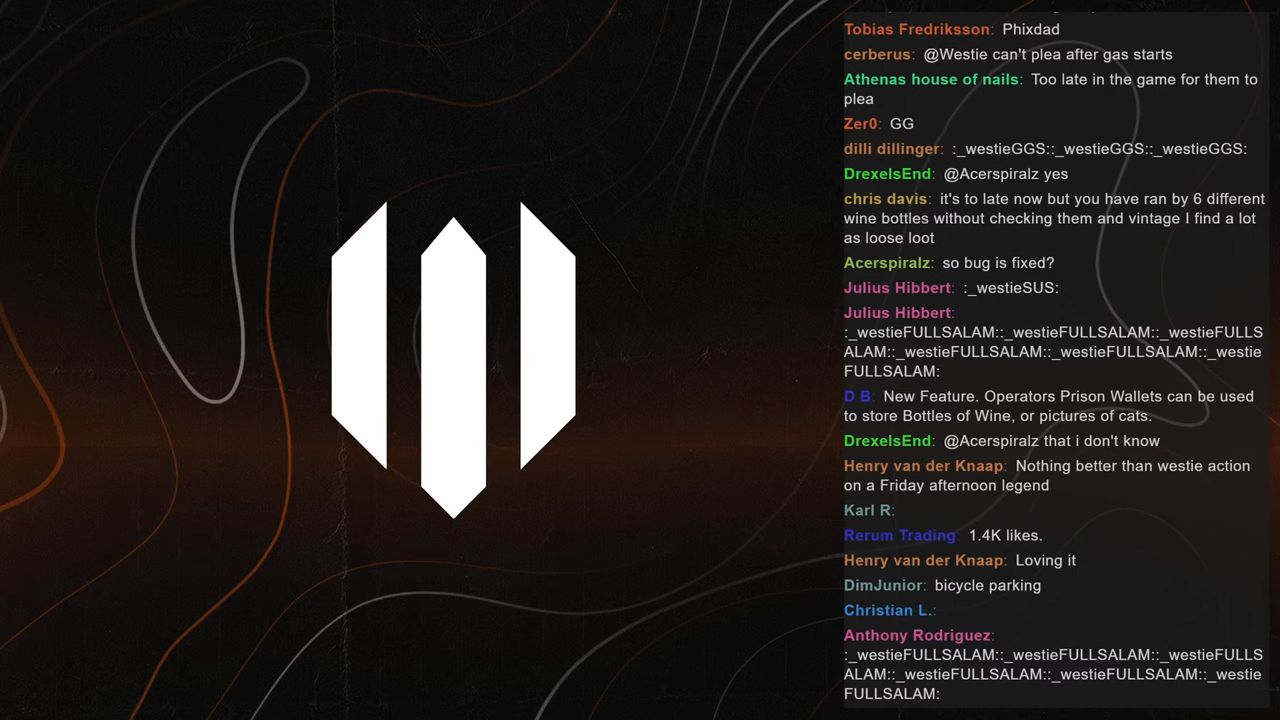 Tobias Fredriksson: Phixdad
cerberus: @Westie can't plea after gas starts
Athenas house of nails: Too late in the game for them to
plea
Zer0: GG
dilli dillinger: :_westieGGS::_westieGGS::_westieGGS:
DrexelsEnd: @Acerspiralz yes
chris davis: it's to late now but you have ran by 6 different
wine bottles without checking them and vintage I find a lot
as loose loot
Acerspiralz: so bug is fixed?
Julius Hibbert: :_westieSUS:
Julius Hibbert:
:_westieFULLSALAM::_westieFULLSALAM::_westieFULLS
ALAM::_westieFULLSALAM::_westieFULLSALAM::_westie
FULLSALAM:
D B: New Feature. Operators Prison Wallets can be used
to store Bottles of Wine, or pictures of cats.
DrexelsEnd: @Acerspiralz that i don't know
Henry van der Knaap: Nothing better than westie action
on a Friday afternoon legend
Karl R:
Rerum Trading: 1.4K likes.
Henry van der Knaap: Loving it
DimJunior: bicycle parking
Christian L.:
Anthony Rodriguez:
:_westieFULLSALAM::_westieFULLSALAM::_westieFULLS
ALAM::_westieFULLSALAM::_westieFULLSALAM::_westie
FULLSALAM: